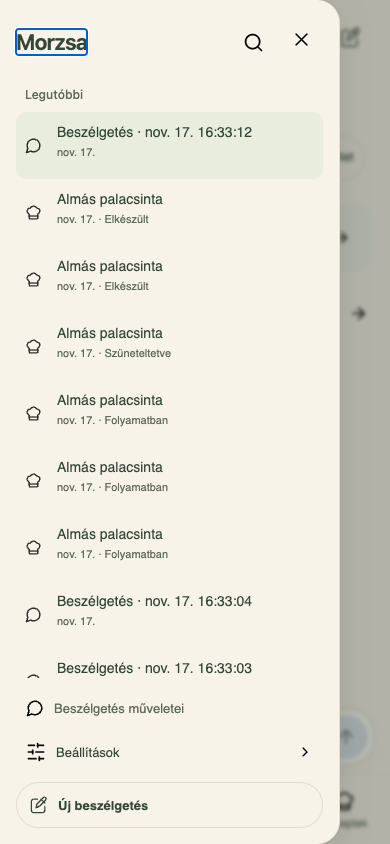 Morzsa
Legutóbbi
Beszélgetés · nov. 17. 16:33:12
nov. 17.
Almás palacsinta
nov. 17. · Elkészült
Almás palacsinta
nov. 17. · Elkészült
Almás palacsinta
nov. 17. · Szüneteltetve
Almás palacsinta
nov. 17. · Folyamatban
Almás palacsinta
nov. 17. · Folyamatban
Almás palacsinta
nov. 17. · Folyamatban
Beszélgetés · nov. 17. 16:33:04
nov. 17.
Beszélgetés · nov. 17. 16:33:03
Beszélgetés műveletei
Beállítások
Új beszélgetés